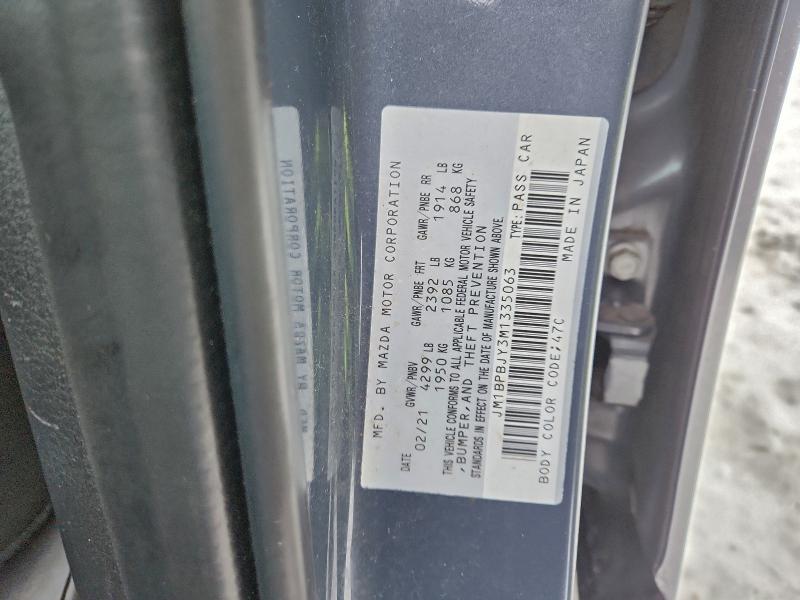 MFD. BY MAZDA MOTOR CORPORATION
DATE GVWR/PNBV GAWR/PNBE FRT GAWR/PNBE RR
02/21 4299 LB 2392 LB 1914 LB
1950 KG 1085 KG 868 KG
THIS VEHICLE CONFORMS TO ALL APPLICABLE FEDERAL MOTOR VEHICLE SAFETY
,BUMPER,AND THEFT PREVENTION
STANDARDS IN EFFECT ON THE DATE OF MANUFACTURE SHOWN ABOVE.
JM1BPBJY3M1335063 TYPE:PASS CAR
BODY COLOR CODE;47C MADE IN JAPAN